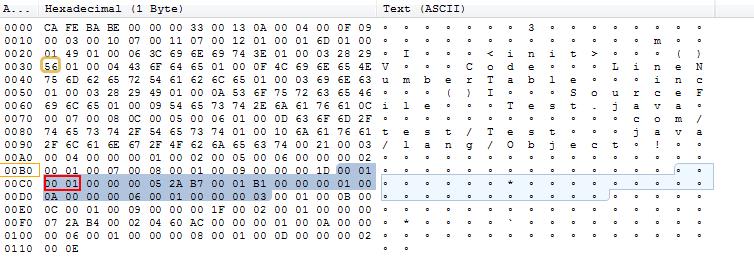 A... Hexadecimal (1 Byte) Text (ASCII)
0000 CA FE BA BE 00 00 00 33 00 13 0A 00 04 00 0F 09 ∘ ∘ ∘ ∘ ∘ ∘ ∘ 3 ∘ ∘ ∘ ∘ ∘ ∘ ∘ ∘
0010 00 03 00 10 07 00 11 07 00 12 01 00 01 6D 01 00 ∘ ∘ ∘ ∘ ∘ ∘ ∘ ∘ ∘ ∘ ∘ ∘ ∘ m ∘ ∘
0020 01 49 01 00 06 3C 69 6E 69 74 3E 01 00 03 28 29 ∘ I ∘ ∘ ∘ < i n i t > ∘ ∘ ∘ ( )
0030 56 01 00 04 43 6F 64 65 01 00 0F 4C 69 6E 65 4E V ∘ ∘ ∘ C o d e ∘ ∘ ∘ L i n e N
0040 75 6D 62 65 72 54 61 62 6C 65 01 00 03 69 6E 63 u m b e r T a b l e ∘ ∘ ∘ i n c
0050 01 00 03 28 29 49 01 00 0A 53 6F 75 72 63 65 46 ∘ ∘ ∘ ( ) I ∘ ∘ ∘ S o u r c e F
0060 69 6C 65 01 00 09 54 65 73 74 2E 6A 61 76 61 0C i l e ∘ ∘ ∘ T e s t . j a v a ∘
0070 00 07 00 08 0C 00 05 00 06 01 00 0D 63 6F 6D 2F ∘ ∘ ∘ ∘ ∘ ∘ ∘ ∘ ∘ ∘ ∘ ∘ c o m /
0080 74 65 73 74 2F 54 65 73 74 01 00 10 6A 61 76 61 t e s t / T e s t ∘ ∘ ∘ j a v a
0090 2F 6C 61 6E 67 2F 4F 62 6A 65 63 74 00 21 00 03 / l a n g / O b j e c t ∘ ! ∘ ∘
00A0 00 04 00 00 00 01 00 02 00 05 00 06 00 00 00 02 ∘ ∘ ∘ ∘ ∘ ∘ ∘ ∘ ∘ ∘ ∘ ∘ ∘ ∘ ∘ ∘
00B0 00 01 00 07 00 08 00 01 00 09 00 00 00 1D 00 01 ∘ ∘ ∘ ∘ ∘ ∘ ∘ ∘ ∘ ∘ ∘ ∘ ∘ ∘ ∘ ∘
00C0 00 01 00 00 00 05 2A B7 00 01 B1 00 00 00 01 00 ∘ ∘ ∘ ∘ ∘ ∘ * ∘ ∘ ∘ ∘ ∘ ∘ ∘ ∘ ∘
00D0 0A 00 00 00 06 00 01 00 00 00 03 00 01 00 0B 00 ∘ ∘ ∘ ∘ ∘ ∘ ∘ ∘ ∘ ∘ ∘ ∘ ∘ ∘ ∘ ∘
00E0 0C 00 01 00 09 00 00 00 1F 00 02 00 01 00 00 00 ∘ ∘ ∘ ∘ ∘ ∘ ∘ ∘ ∘ ∘ ∘ ∘ ∘ ∘ ∘ ∘
00F0 07 2A B4 00 02 04 60 AC 00 00 00 01 00 0A 00 00 ∘ * ∘ ∘ ∘ ∘ ` ∘ ∘ ∘ ∘ ∘ ∘ ∘ ∘ ∘
0100 00 06 00 01 00 00 00 08 00 01 00 0D 00 00 00 02 ∘ ∘ ∘ ∘ ∘ ∘ ∘ ∘ ∘ ∘ ∘ ∘ ∘ ∘ ∘ ∘
0110 00 0E ∘ ∘